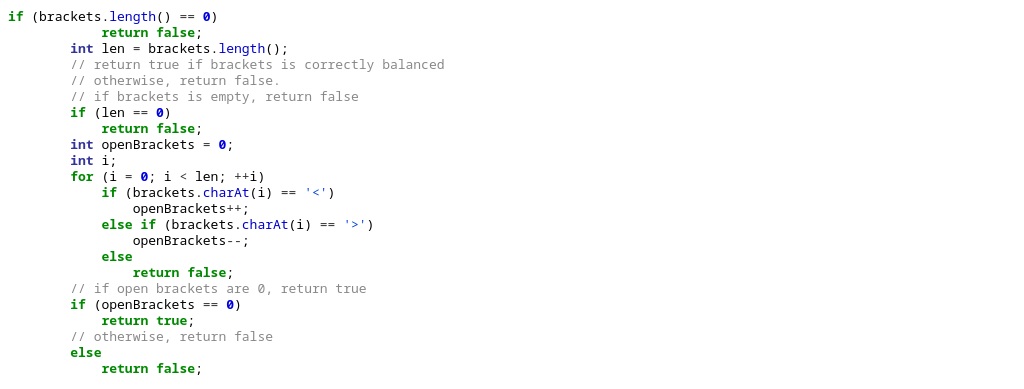 if (brackets.length() == 0)
            return false;
        int len = brackets.length();
        // return true if brackets is correctly balanced
        // otherwise, return false.
        // if brackets is empty, return false
        if (len == 0)
            return false;
        int openBrackets = 0;
        int i;
        for (i = 0; i < len; ++i)
            if (brackets.charAt(i) == '<')
                openBrackets++;
            else if (brackets.charAt(i) == '>')
                openBrackets--;
            else
                return false;
        // if open brackets are 0, return true
        if (openBrackets == 0)
            return true;
        // otherwise, return false
        else
            return false;